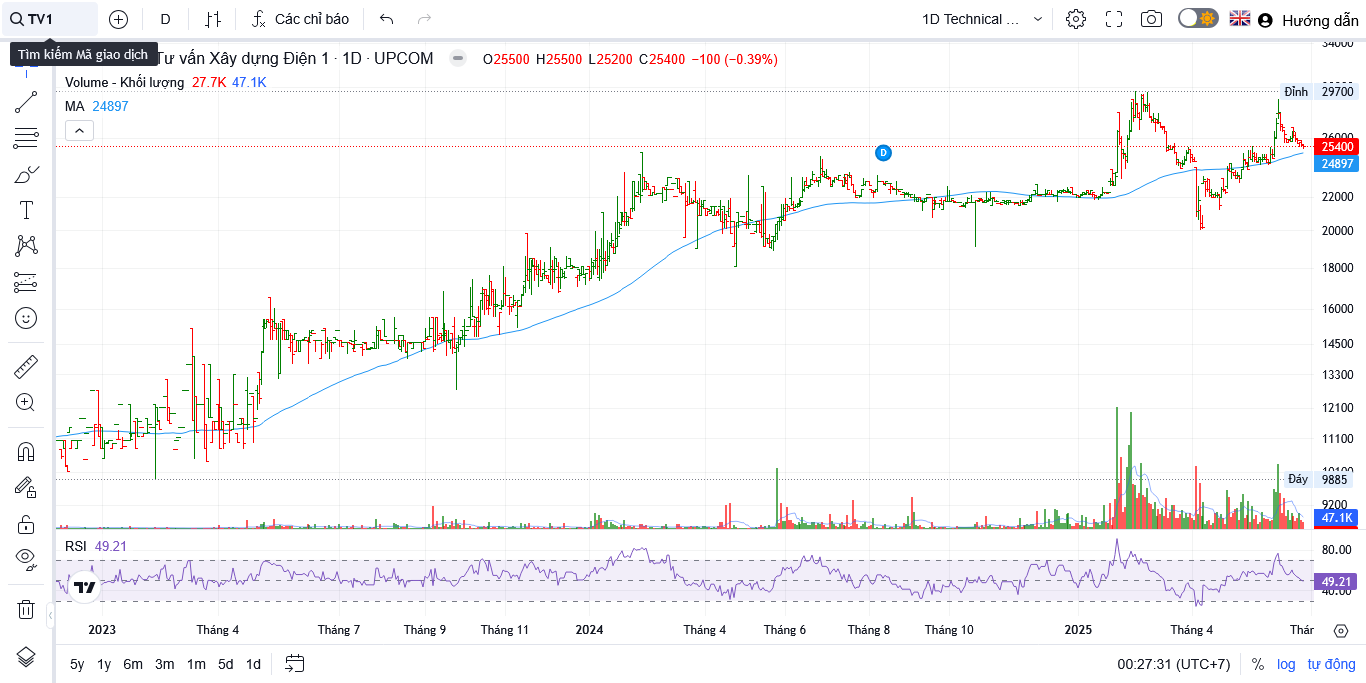 TV1
D
Các chỉ báo
1D Technical ...
Hướng dẫn
Tìm kiếm Mã giao dịch
Tư vấn Xây dựng Điện 1 · 1D · UPCOM
O25500 H25500 L25200 C25400 −100 (−0.39%)
Volume - Khối lượng 27.7K 47.1K
MA 24897
34000
Đỉnh 29700
26000
25400
24897
D
22000
20000
18000
16000
14500
13300
12100
11100
10100
Đáy 9885
9200
47.1K
RSI 49.21
80.00
49.21
40.00
2023 Tháng 4 Tháng 7 Tháng 9 Tháng 11 2024 Tháng 4 Tháng 6 Tháng 8 Tháng 10 2025 Tháng 4 Thár
5y 1y 6m 3m 1m 5d 1d
00:27:31 (UTC+7) % log tự động